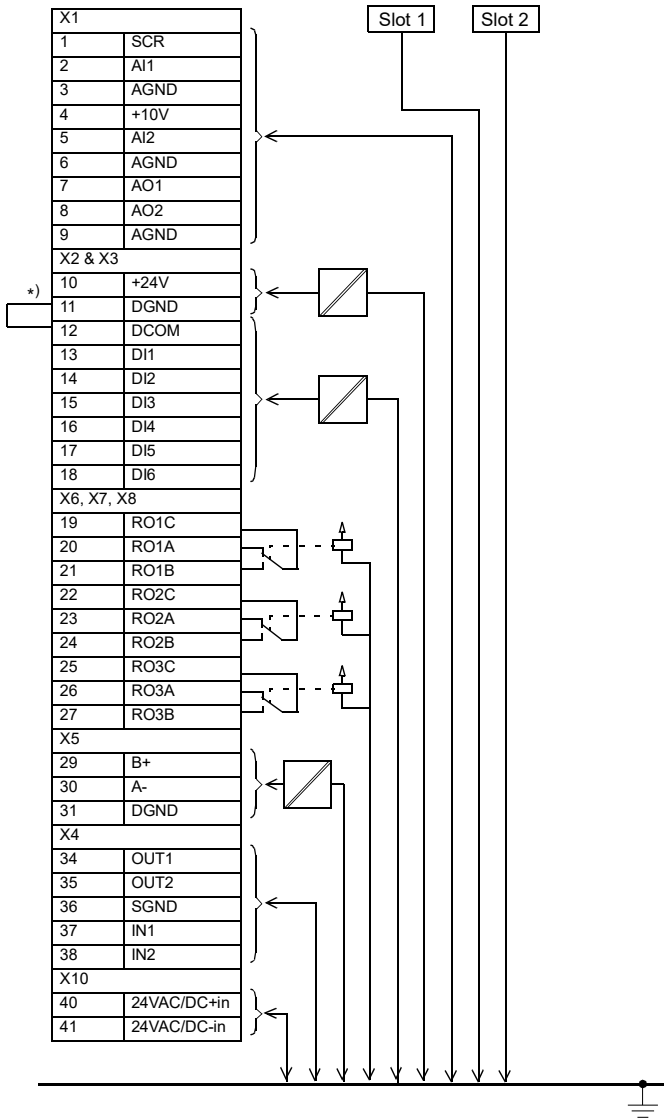 Slot 1 Slot 2
X1
1 SCR
2 AI1
3 AGND
4 +10V
5 AI2
6 AGND
7 AO1
8 AO2
9 AGND
X2 & X3
10 +24V
*)
11 DGND
12 DCOM
13 DI1
14 DI2
15 DI3
16 DI4
17 DI5
18 DI6
X6, X7, X8
19 RO1C
20 RO1A
21 RO1B
22 RO2C
23 RO2A
24 RO2B
25 RO3C
26 RO3A
27 RO3B
X5
29 B+
30 A-
31 DGND
X4
34 OUT1
35 OUT2
36 SGND
37 IN1
38 IN2
X10
40 24VAC/DC+in
41 24VAC/DC-in